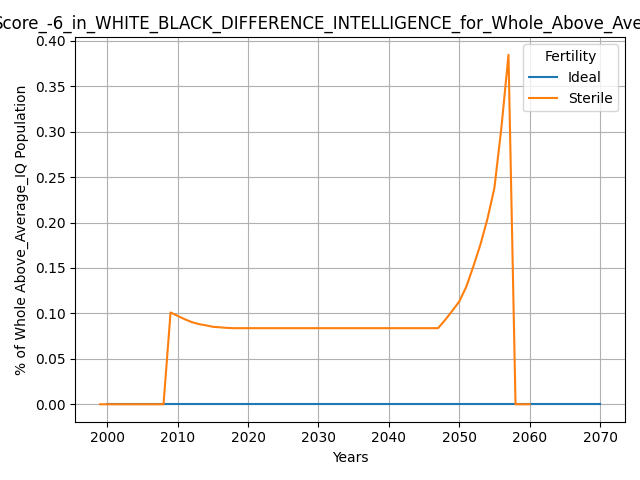 Score_-6_in_WHITE_BLACK_DIFFERENCE_INTELLIGENCE_for_Whole_Above_Ave
0.40
0.35
0.30
0.25
0.20
0.15
0.10
0.05
0.00
% of Whole Above_Average_IQ Population
Fertility
Ideal
Sterile
2000 2010 2020 2030 2040 2050 2060 2070
Years